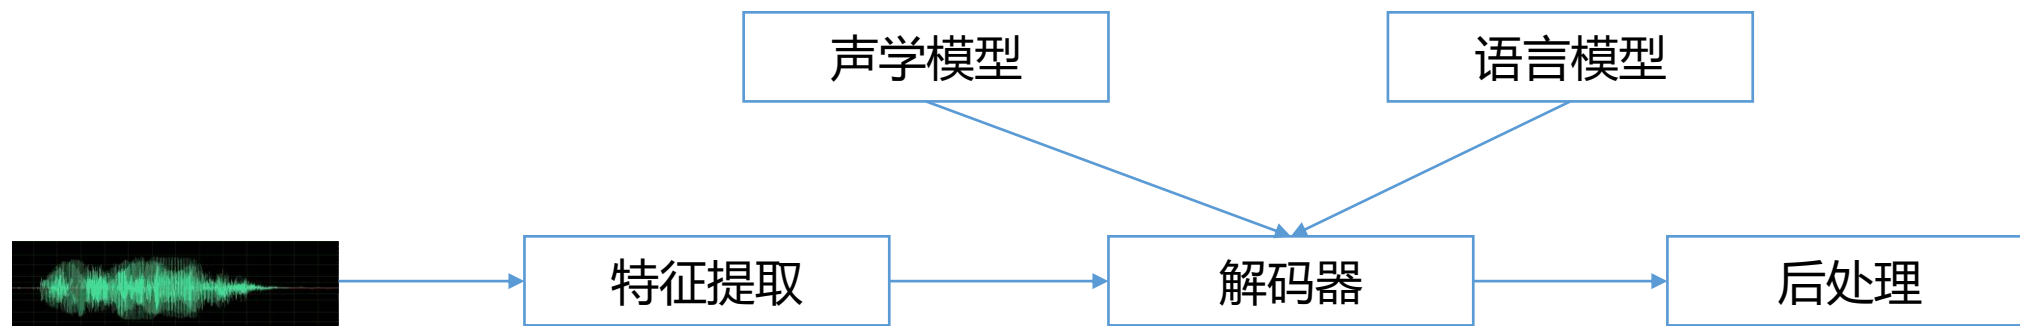 声学模型
语言模型
特征提取
解码器
后处理